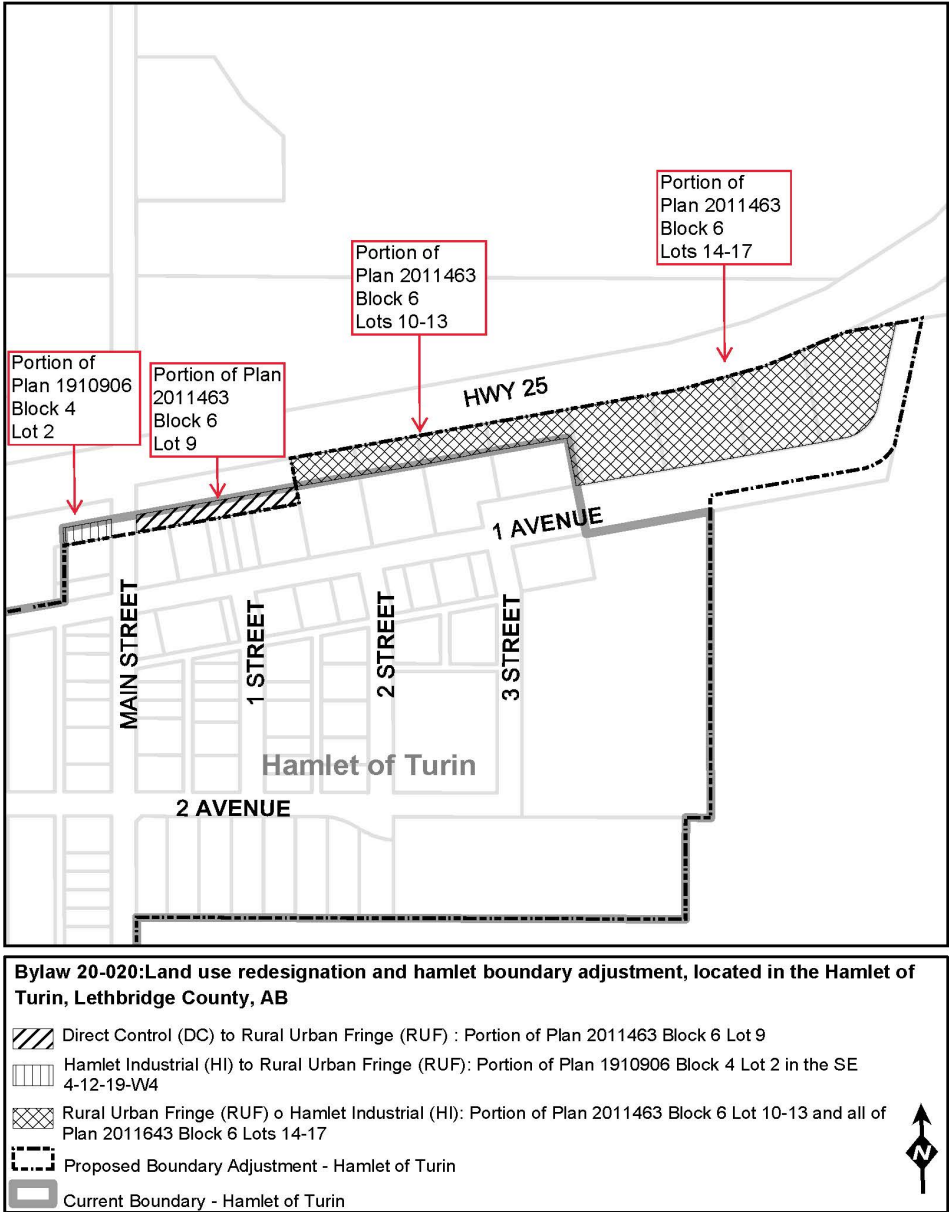 Portion of
Plan 2011463
Block 6
Lots 14-17
Portion of
Plan 2011463
Block 6
Lots 10-13
Portion of
Plan 1910906
Block 4
Lot 2
Portion of Plan
2011463
Block 6
Lot 9
HWY 25
1 AVENUE
MAIN STREET
1 STREET
2 STREET
3 STREET
Hamlet of Turin
2 AVENUE
Bylaw 20-020:Land use redesignation and hamlet boundary adjustment, located in the Hamlet of
Turin, Lethbridge County, AB
Direct Control (DC) to Rural Urban Fringe (RUF) : Portion of Plan 2011463 Block 6 Lot 9
Hamlet Industrial (HI) to Rural Urban Fringe (RUF): Portion of Plan 1910906 Block 4 Lot 2 in the SE
4-12-19-W4
Rural Urban Fringe (RUF) o Hamlet Industrial (HI): Portion of Plan 2011463 Block 6 Lot 10-13 and all of
Plan 2011643 Block 6 Lots 14-17
Proposed Boundary Adjustment - Hamlet of Turin
Current Boundary - Hamlet of Turin
N